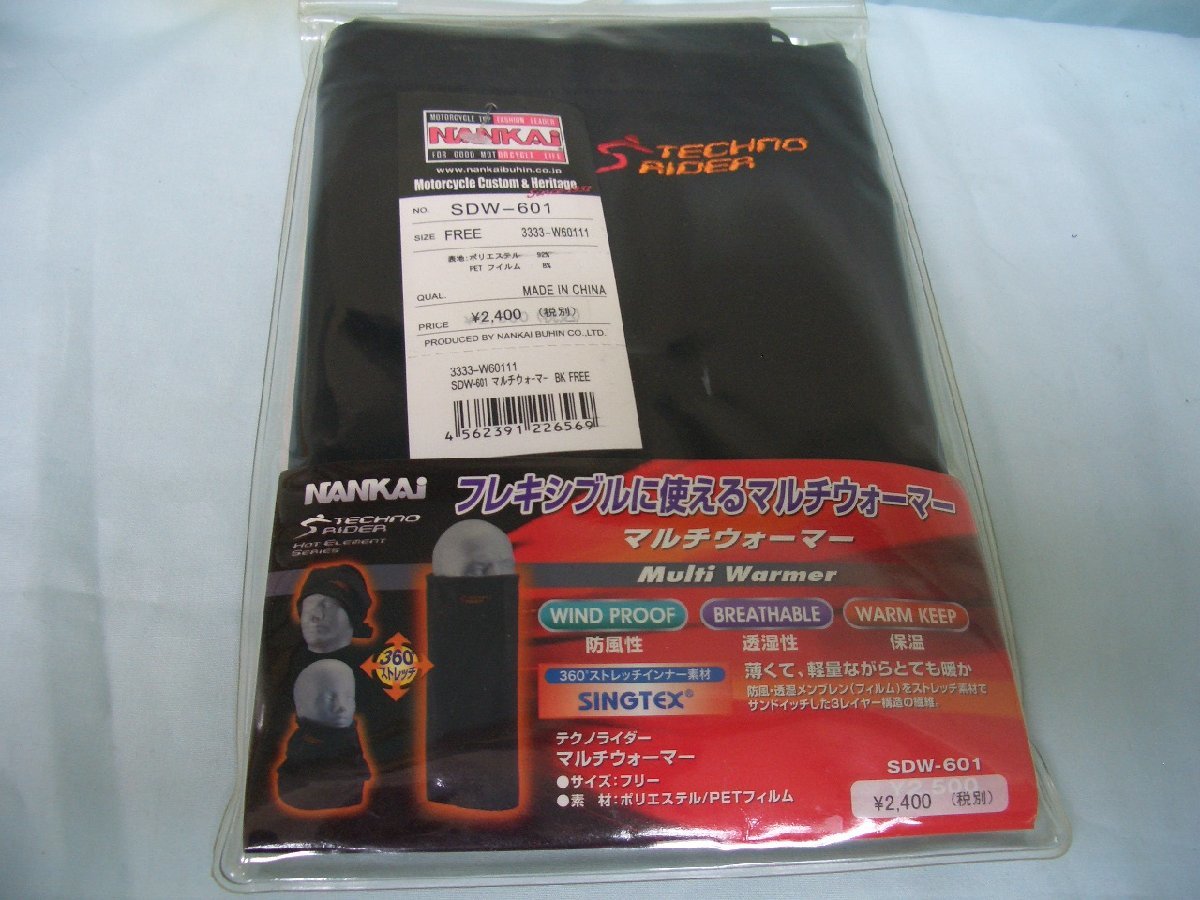 MOTORCYCLE TOP FASHION LEADER
NANKAi
FOR GOOD MOTORCYCLE LIFE
www.nankaibuhin.co.jp
Motorcycle Custom & Heritage
NO. SDW-601
SIZE FREE 3333-W60111
表地:ポリエステル 92%
PET フイルム 8%
QUAL. MADE IN CHINA
PRICE ¥2,400 (税別)
PRODUCED BY NANKAI BUHIN CO.,LTD.
3333-W60111
SDW-601 マルチウォーマー BK FREE
4 562391 226569
TECHNO
RIDER
NANKAi
フレキシブルに使えるマルチウォーマー
TECHNO
RIDER
HOT ELEMENT
SERIES
マルチウォーマー
Multi Warmer
WIND PROOF BREATHABLE WARM KEEP
防風性 透湿性 保温
360°
ストレッチ
360°ストレッチインナー素材
SINGTEX®
薄くて、軽量ながらとても暖か
防風・透湿メンブレン(フィルム)をストレッチ素材で
サンドイッチした3レイヤー構造の繊維。
テクノライダー
マルチウォーマー
●サイズ:フリー
●素 材:ポリエステル/PETフィルム
SDW-601
¥2,400 (税別)